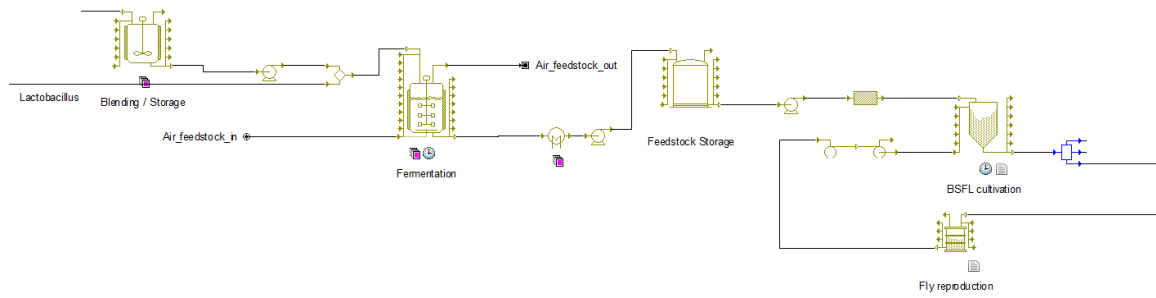 Air_feedstock_out
Lactobacillus
Blending / Storage
Air_feedstock_in
Feedstock Storage
Fermentation
BSFL cultivation
Fly reproduction